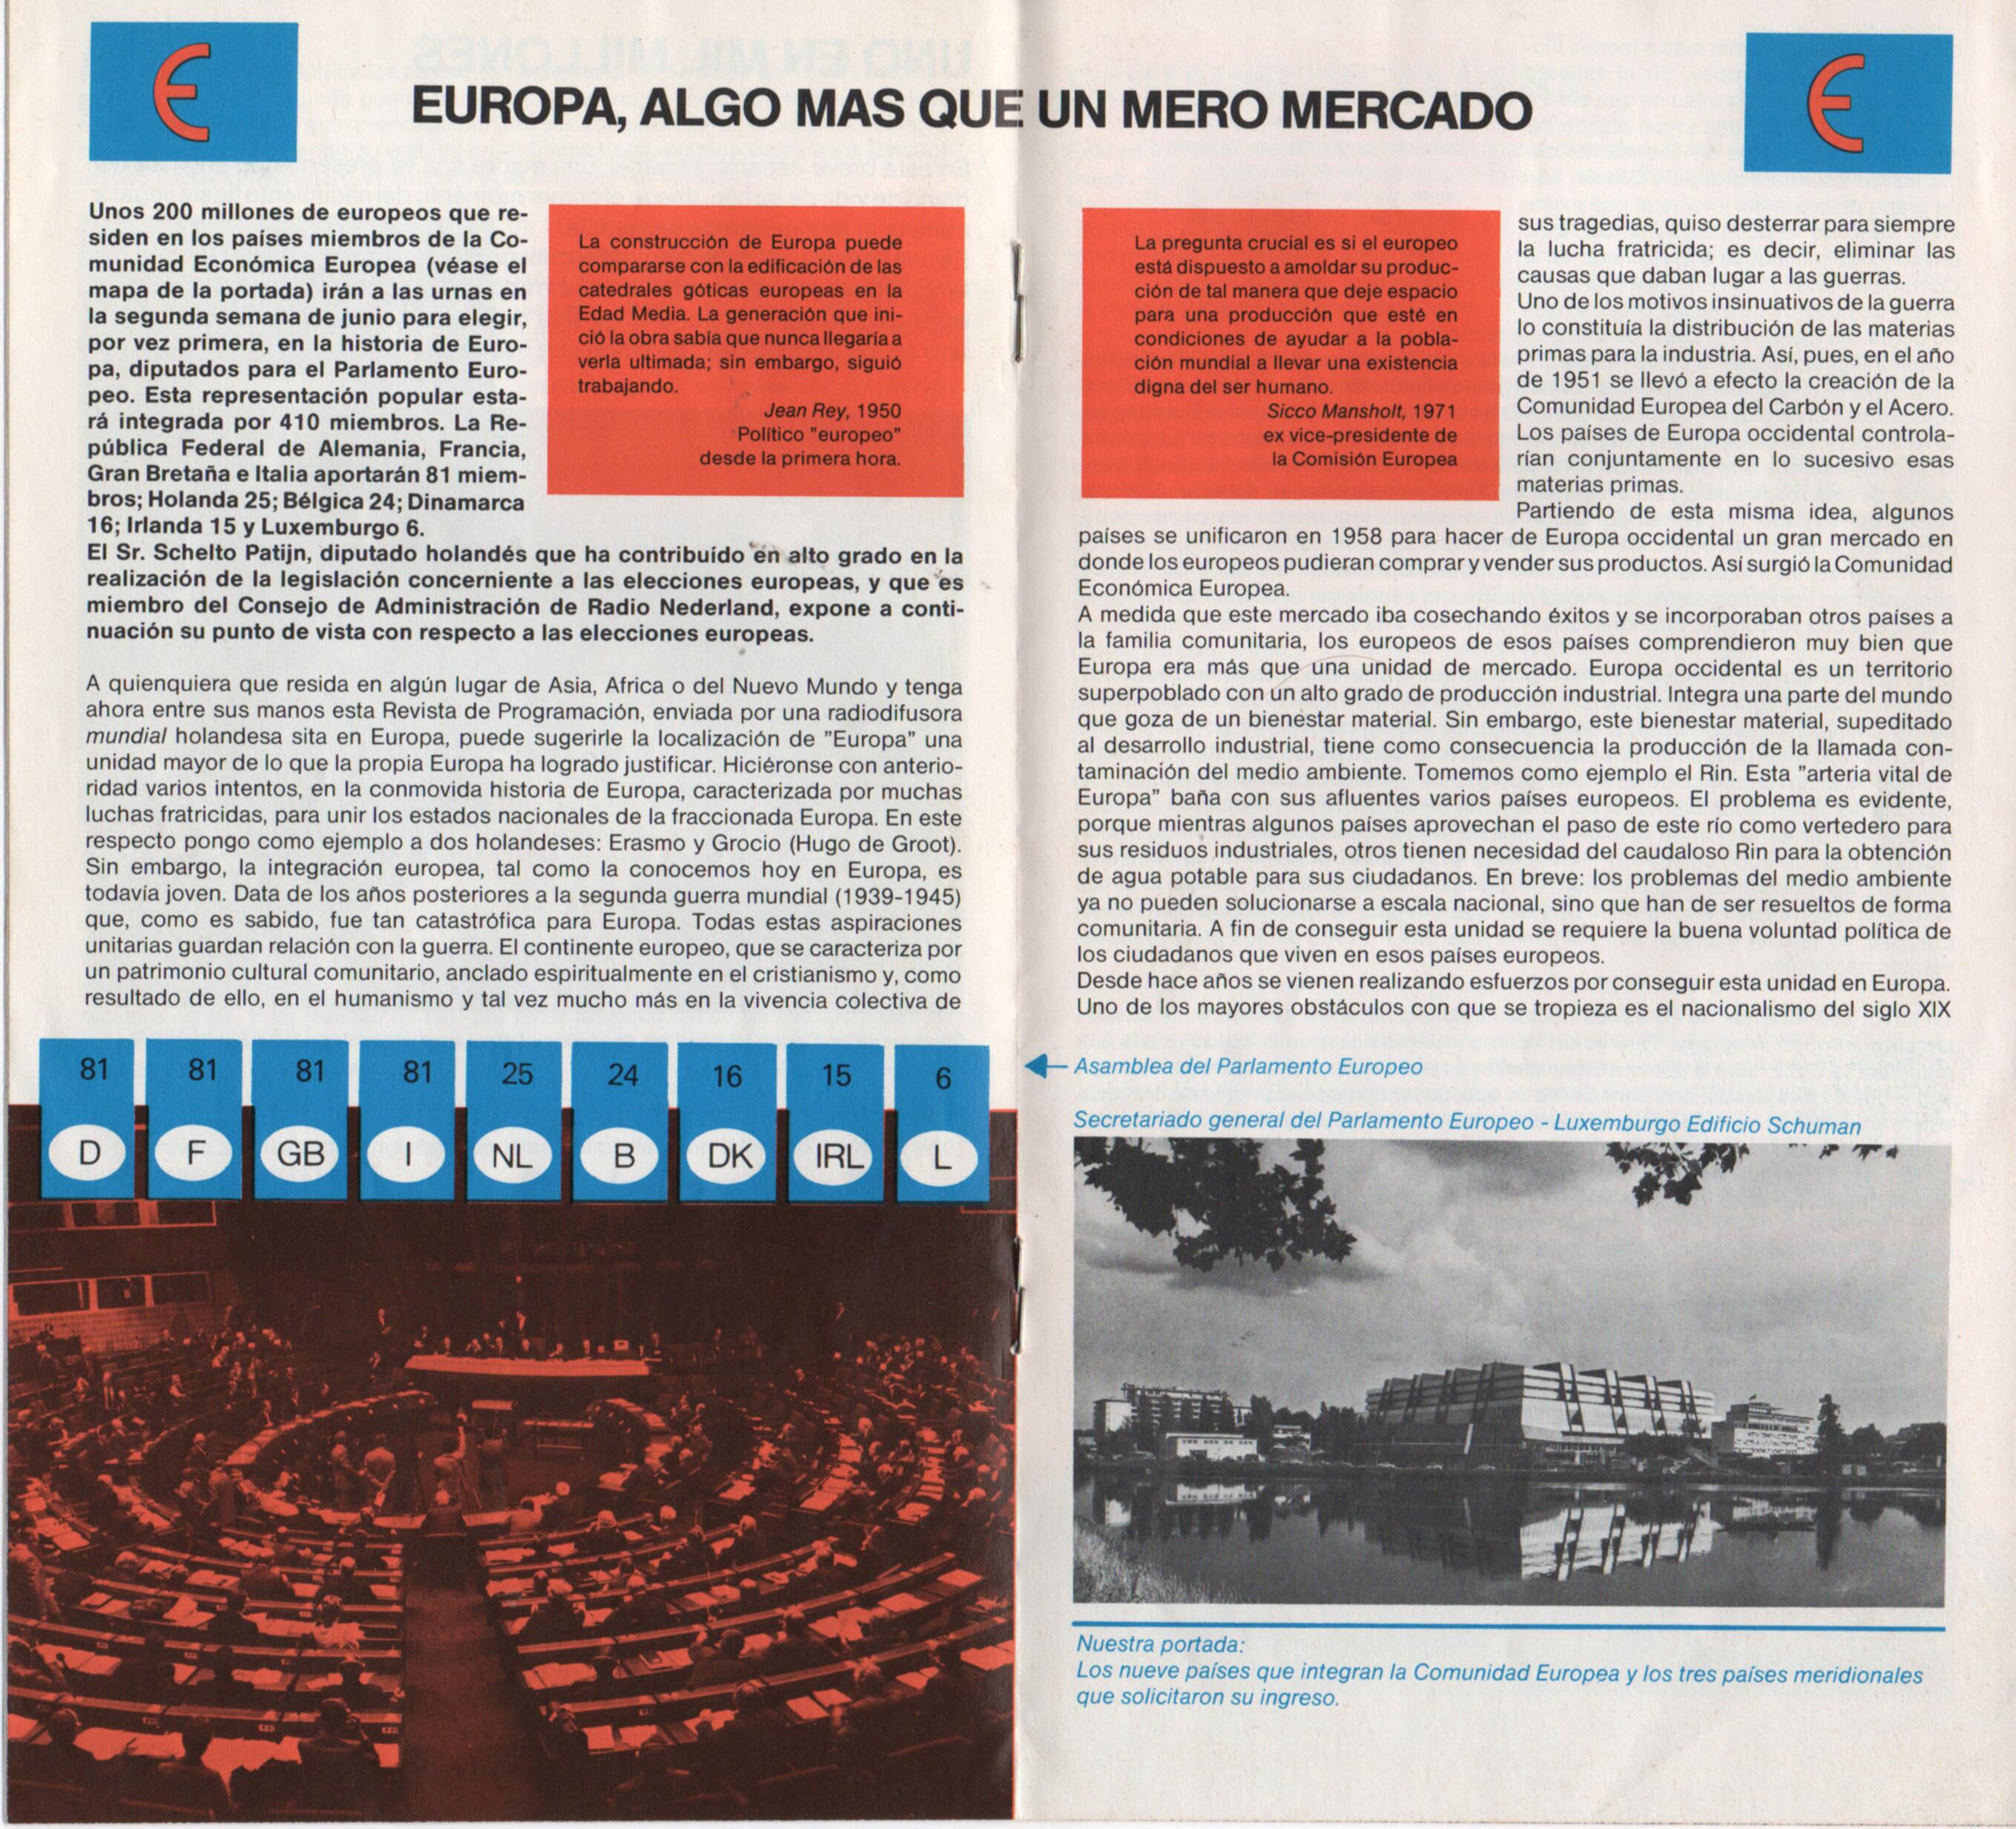 EUROPA, ALGO MAS QUE UN MERO MERCADO
Unos 200 millones de europeos que re-
siden en los países miembros de la Co-
munidad Económica Europea (véase el
mapa de la portada) irán a las urnas en
la segunda semana de junio para elegir,
por vez primera, en la historia de Euro-
pa, diputados para el Parlamento Euro-
peo. Esta representación popular esta-
rá integrada por 410 miembros. La Re-
pública Federal de Alemania, Francia,
Gran Bretaña e Italia aportarán 81 miem-
bros; Holanda 25; Bélgica 24; Dinamarca
16; Irlanda 15 y Luxemburgo 6.
El Sr. Schelto Patijn, diputado holandés que ha contribuído en alto grado en la
realización de la legislación concerniente a las elecciones europeas, y que es
miembro del Consejo de Administración de Radio Nederland, expone a conti-
nuación su punto de vista con respecto a las elecciones europeas.
La construcción de Europa puede
compararse con la edificación de las
catedrales góticas europeas en la
Edad Media. La generación que ini-
ció la obra sabía que nunca llegaría a
verla ultimada; sin embargo, siguió
trabajando.
Jean Rey, 1950
Político "europeo"
desde la primera hora.
A quienquiera que resida en algún lugar de Asia, Africa o del Nuevo Mundo y tenga
ahora entre sus manos esta Revista de Programación, enviada por una radiodifusora
mundial holandesa sita en Europa, puede sugerirle la localización de "Europa" una
unidad mayor de lo que la propia Europa ha logrado justificar. Hiciéronse con anterio-
ridad varios intentos, en la conmovida historia de Europa, caracterizada por muchas
luchas fratricidas, para unir los estados nacionales de la fraccionada Europa. En este
respecto pongo como ejemplo a dos holandeses: Erasmo y Grocio (Hugo de Groot).
Sin embargo, la integración europea, tal como la conocemos hoy en Europa, es
todavía joven. Data de los años posteriores a la segunda guerra mundial (1939-1945)
que, como es sabido, fue tan catastrófica para Europa. Todas estas aspiraciones
unitarias guardan relación con la guerra. El continente europeo, que se caracteriza por
un patrimonio cultural comunitario, anclado espiritualmente en el cristianismo y, como
resultado de ello, en el humanismo y tal vez mucho más en la vivencia colectiva de
81 81 81 81 25 24 16 15 6
D F GB I NL B DK IRL L
La pregunta crucial es si el europeo
está dispuesto a amoldar su produc-
ción de tal manera que deje espacio
para una producción que esté en
condiciones de ayudar a la pobla-
ción mundial a llevar una existencia
digna del ser humano.
Sicco Mansholt, 1971
ex vice-presidente de
la Comisión Europea
sus tragedias, quiso desterrar para siempre
la lucha fratricida; es decir, eliminar las
causas que daban lugar a las guerras.
Uno de los motivos insinuativos de la guerra
lo constituía la distribución de las materias
primas para la industria. Así, pues, en el año
de 1951 se llevó a efecto la creación de la
Comunidad Europea del Carbón y el Acero.
Los países de Europa occidental controla-
rían conjuntamente en lo sucesivo esas
materias primas.
Partiendo de esta misma idea, algunos
países se unificaron en 1958 para hacer de Europa occidental un gran mercado en
donde los europeos pudieran comprar y vender sus productos. Así surgió la Comunidad
Económica Europea.
A medida que este mercado iba cosechando éxitos y se incorporaban otros países a
la familia comunitaria, los europeos de esos países comprendieron muy bien que
Europa era más que una unidad de mercado. Europa occidental es un territorio
superpoblado con un alto grado de producción industrial. Integra una parte del mundo
que goza de un bienestar material. Sin embargo, este bienestar material, supeditado
al desarrollo industrial, tiene como consecuencia la producción de la llamada con-
taminación del medio ambiente. Tomemos como ejemplo el Rin. Esta "arteria vital de
Europa" baña con sus afluentes varios países europeos. El problema es evidente,
porque mientras algunos países aprovechan el paso de este río como vertedero para
sus residuos industriales, otros tienen necesidad del caudaloso Rin para la obtención
de agua potable para sus ciudadanos. En breve: los problemas del medio ambiente
ya no pueden solucionarse a escala nacional, sino que han de ser resueltos de forma
comunitaria. A fin de conseguir esta unidad se requiere la buena voluntad política de
los ciudadanos que viven en esos países europeos.
Desde hace años se vienen realizando esfuerzos por conseguir esta unidad en Europa.
Uno de los mayores obstáculos con que se tropieza es el nacionalismo del siglo XIX
Asamblea del Parlamento Europeo
Secretariado general del Parlamento Europeo - Luxemburgo Edificio Schuman
Nuestra portada:
Los nueve países que integran la Comunidad Europea y los tres países meridionales
que solicitaron su ingreso.